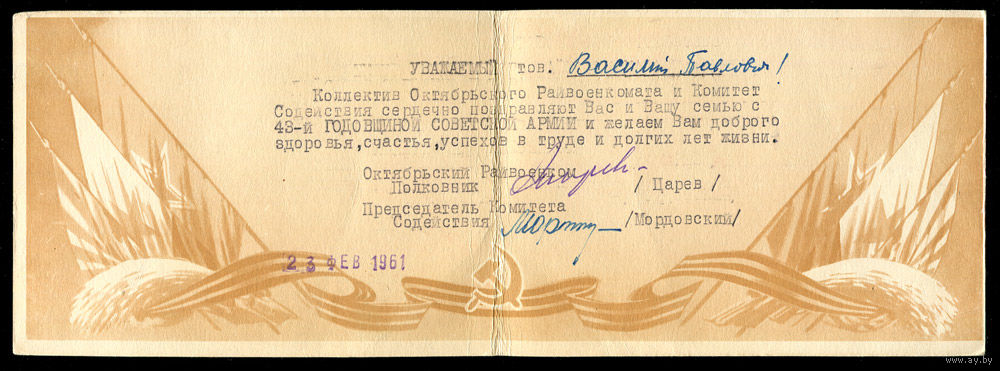 УВАЖАЕМЫЙ тов. Василий Павлович!
Коллектив Октябрьского Райвоенкомата и Комитет
Содействия сердечно поздравляют Вас и Вашу семью с
43-й ГОДОВЩИНОЙ СОВЕТСКОЙ АРМИИ и желаем Вам доброго
здоровья,счастья,успехов в труде и долгих лет жизни.
Октябрьский Райвоенком
Полковник /Царев/
Председатель Комитета
Содействия /Мордовский/
23 ФЕВ 1961
www.ay.by